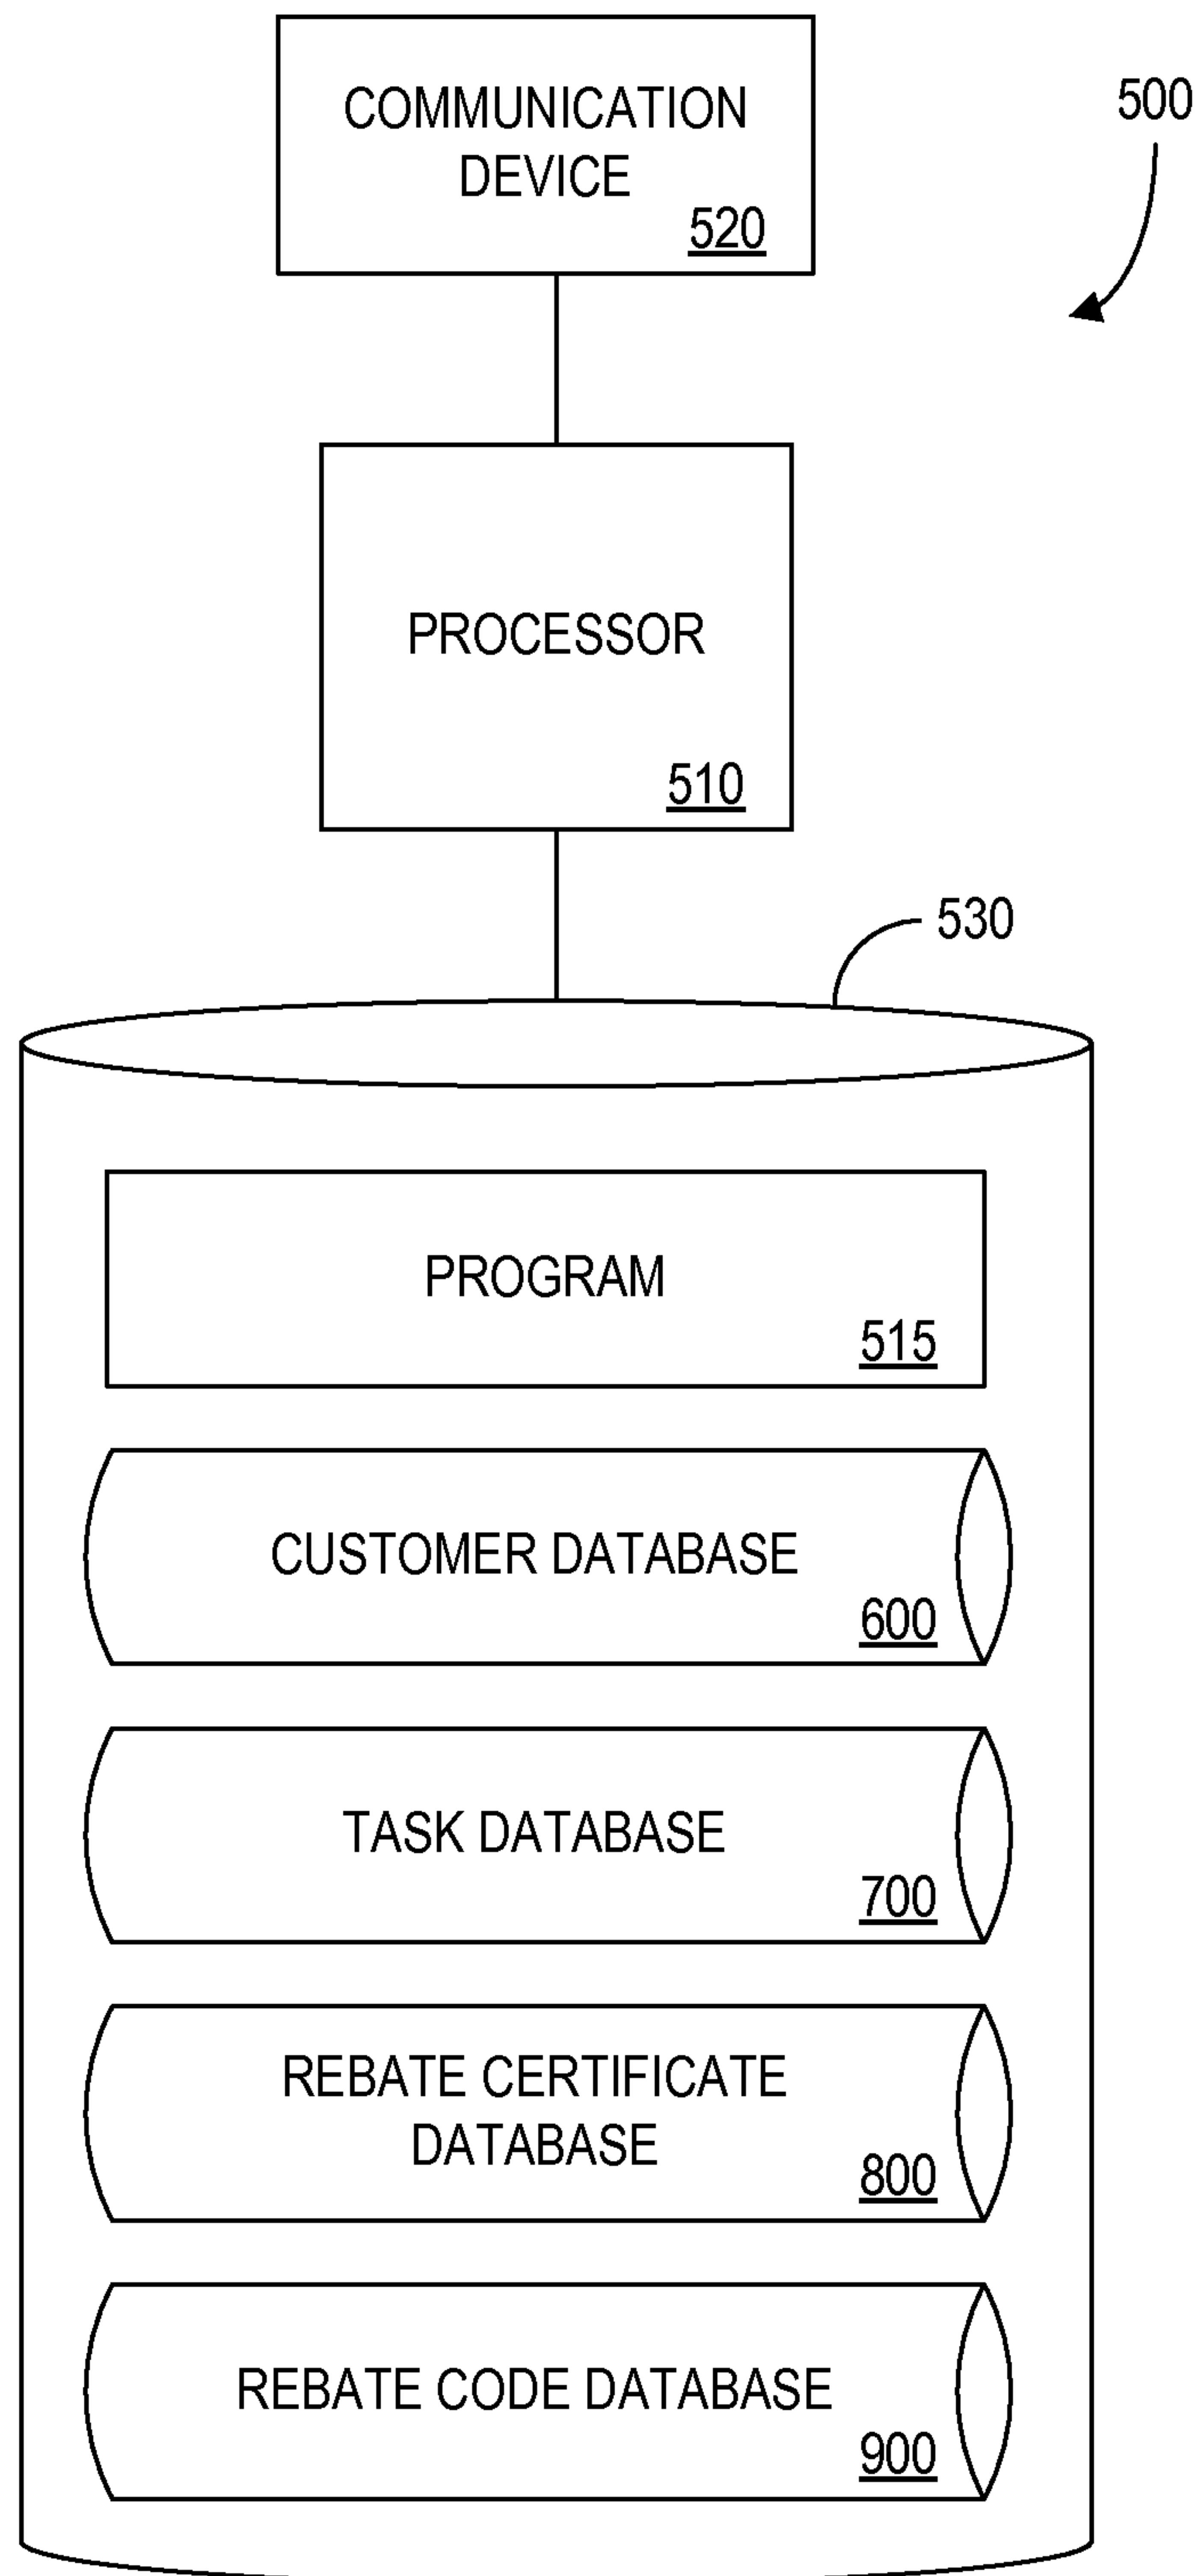 COMMUNICATION
DEVICE
520
500
PROCESSOR
510
530
PROGRAM
515
CUSTOMER DATABASE
600
TASK DATABASE
700
REBATE CERTIFICATE
DATABASE
800
REBATE CODE DATABASE
900